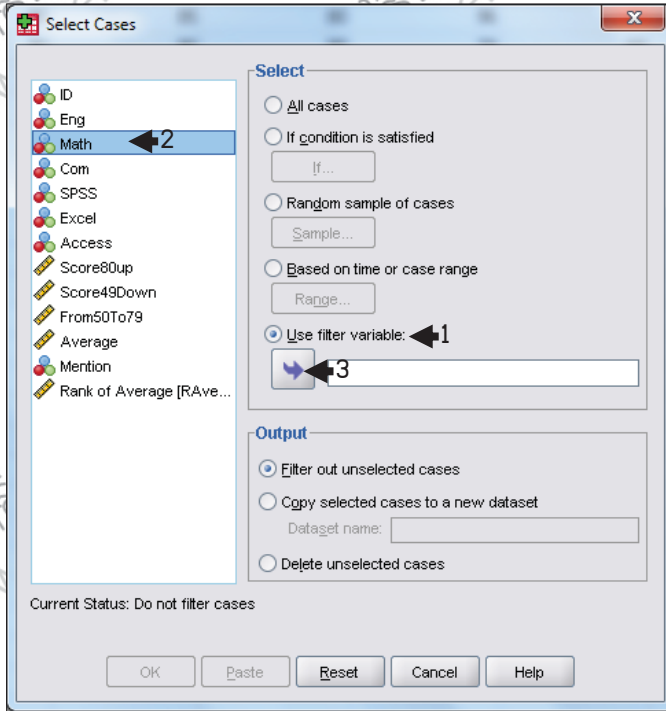 Select Cases
ID
Eng
Math 2
Com
SPSS
Excel
Access
Score80up
Score49Down
From50To79
Average
Mention
Rank of Average [RAve...
Select
All cases
If condition is satisfied
If...
Random sample of cases
Sample...
Based on time or case range
Range...
Use filter variable: 1
3
Output
Filter out unselected cases
Copy selected cases to a new dataset
Dataset name:
Delete unselected cases
Current Status: Do not filter cases
OK Paste Reset Cancel Help